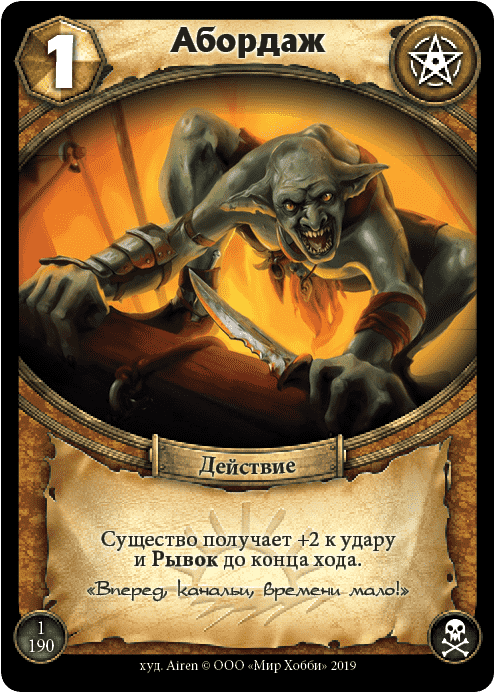 1
Абордаж
Действие
Существо получает +2 к удару
и Рывок до конца хода.
«Вперед, канальи, времени мало!»
1
190
худ. Airen © ООО «Мир Хобби» 2019